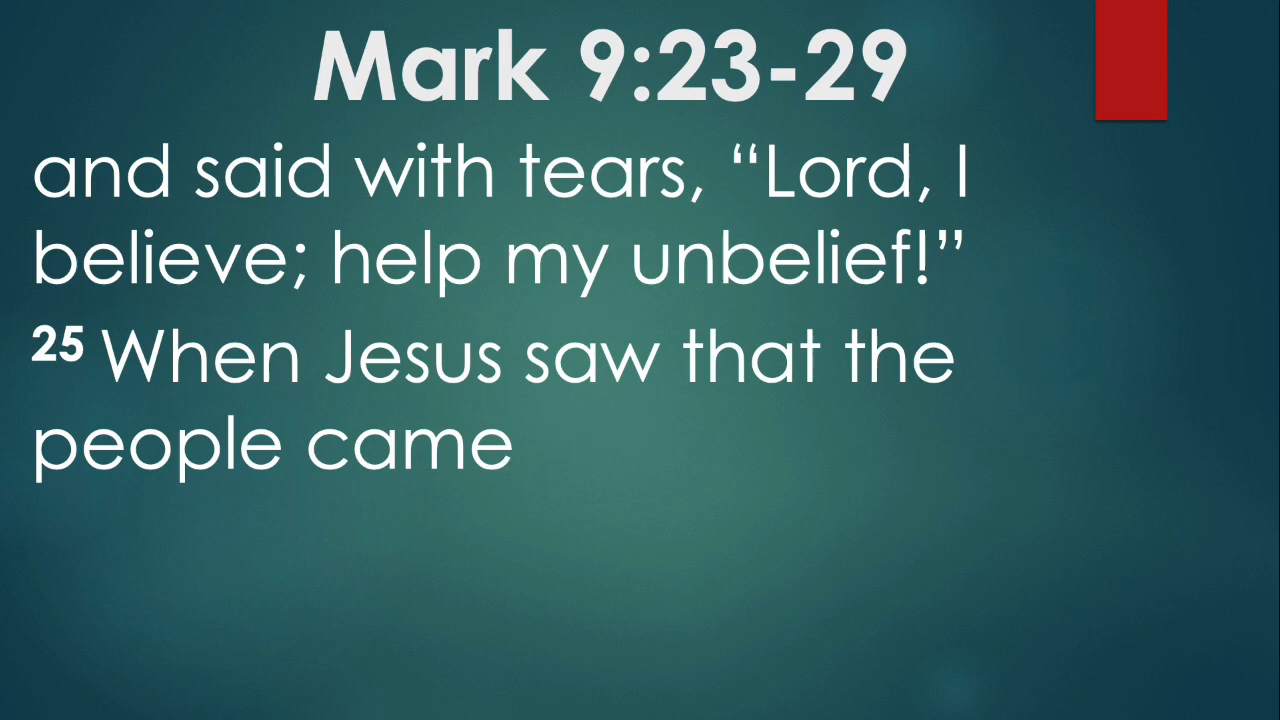 Mark 9:23-29
and said with tears, “Lord, I
believe; help my unbelief!”
25 When Jesus saw that the
people came